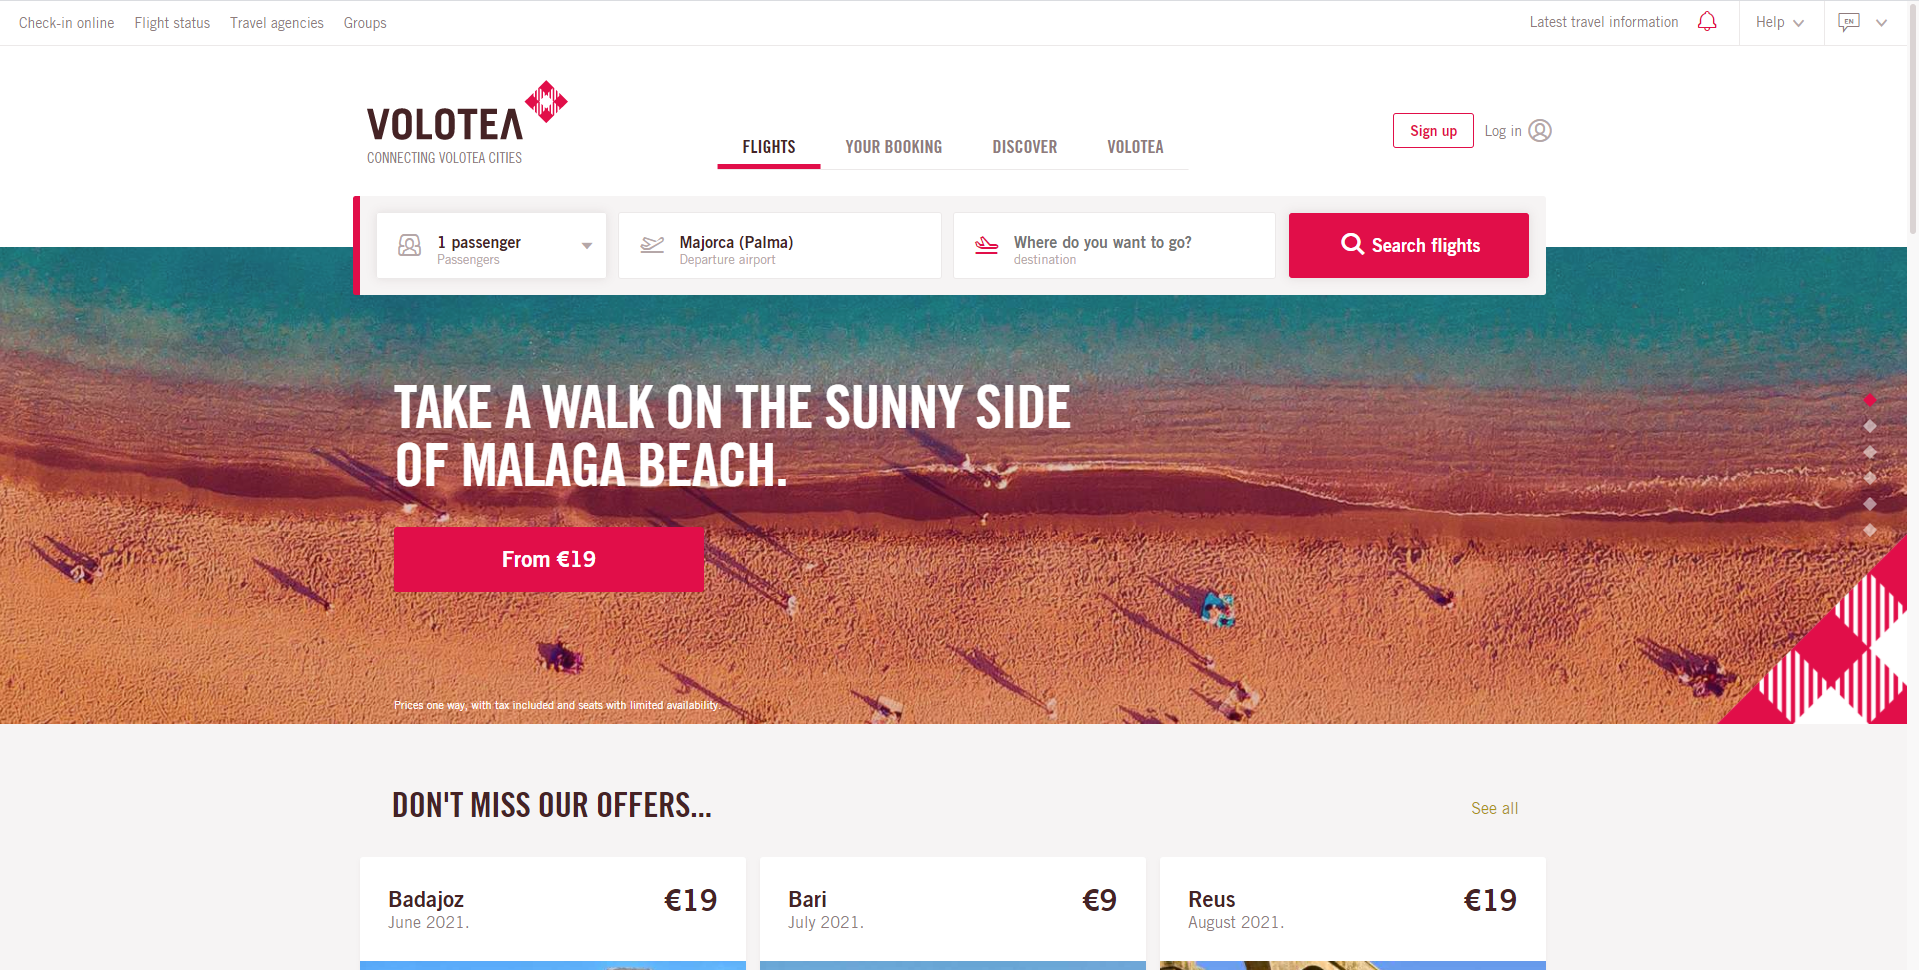 Check-in online Flight status Travel agencies Groups
Latest travel information Help EN
VOLOTEA
CONNECTING VOLOTEA CITIES
FLIGHTS YOUR BOOKING DISCOVER VOLOTEA
Sign up Log in
1 passenger
Passengers
Majorca (Palma)
Departure airport
Where do you want to go?
destination
Search flights
TAKE A WALK ON THE SUNNY SIDE
OF MALAGA BEACH.
From €19
Prices one way, with tax included and seats with limited availability.
DON'T MISS OUR OFFERS...
See all
Badajoz €19
June 2021.
Bari €9
July 2021.
Reus €19
August 2021.